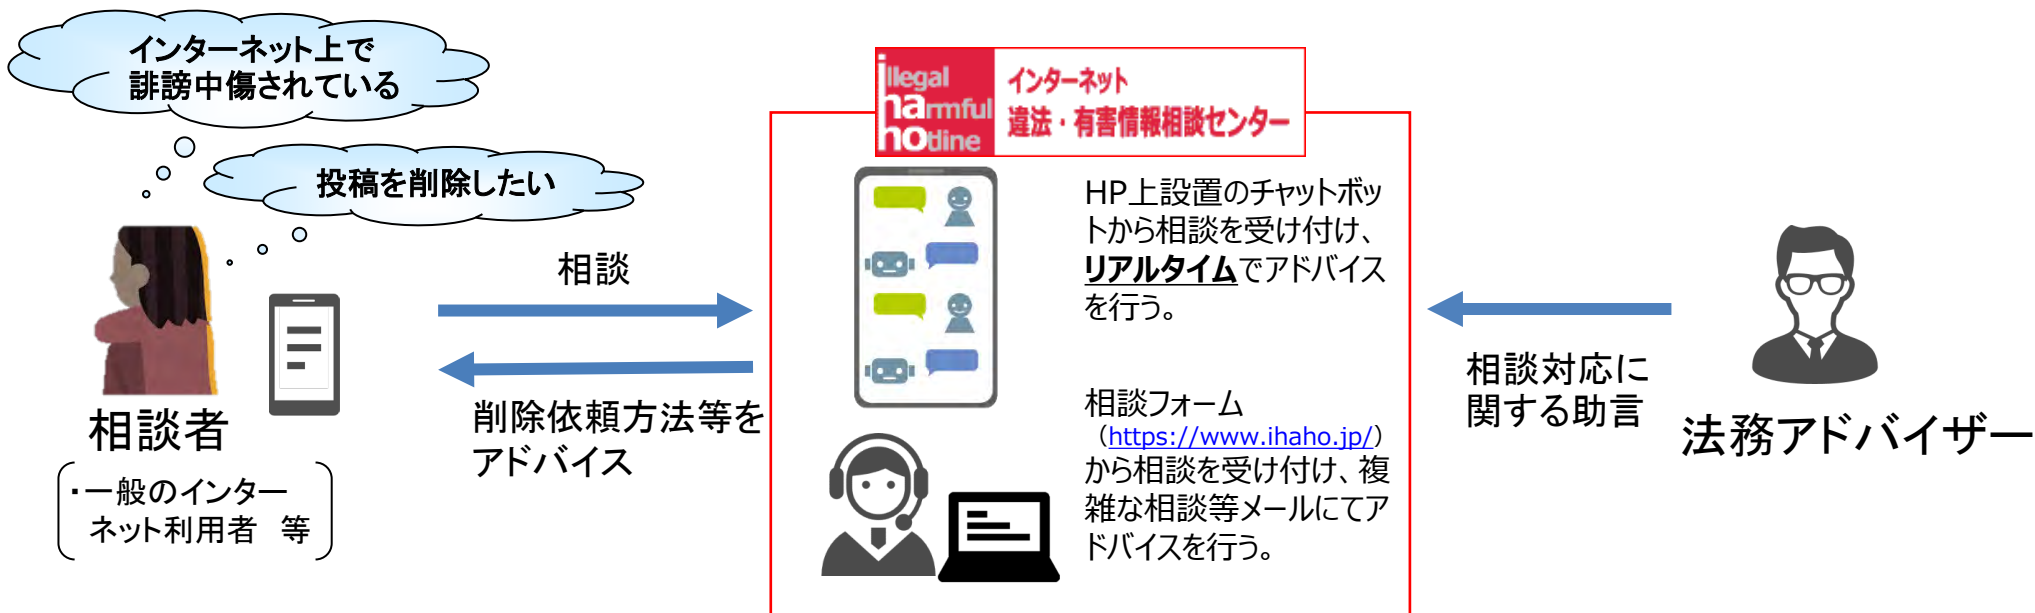 インターネット上で
誹謗中傷されている
投稿を削除したい
相談者
・一般のインター
ネット利用者　等
相談
削除依頼方法等を
アドバイス
illegal
harmful
hotline
インターネット
違法・有害情報相談センター
HP上設置のチャットボッ
トから相談を受け付け、
リアルタイムでアドバイス
を行う。
相談フォーム
（https://www.ihaho.jp/）
から相談を受け付け、複
雑な相談等メールにてア
ドバイスを行う。
相談対応に
関する助言
法務アドバイザー